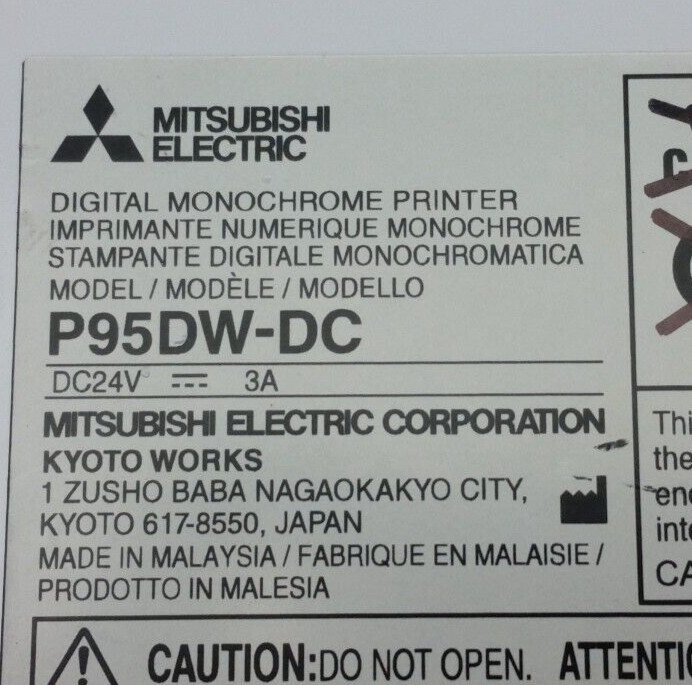 MITSUBISHI
ELECTRIC
DIGITAL MONOCHROME PRINTER
IMPRIMANTE NUMERIQUE MONOCHROME
STAMPANTE DIGITALE MONOCHROMATICA
MODEL / MODÈLE / MODELLO
P95DW-DC
DC24V 3A
MITSUBISHI ELECTRIC CORPORATION
KYOTO WORKS
1 ZUSHO BABA NAGAOKAKYO CITY,
KYOTO 617-8550, JAPAN
MADE IN MALAYSIA / FABRIQUE EN MALAISIE /
PRODOTTO IN MALESIA
CAUTION:DO NOT OPEN. 
the